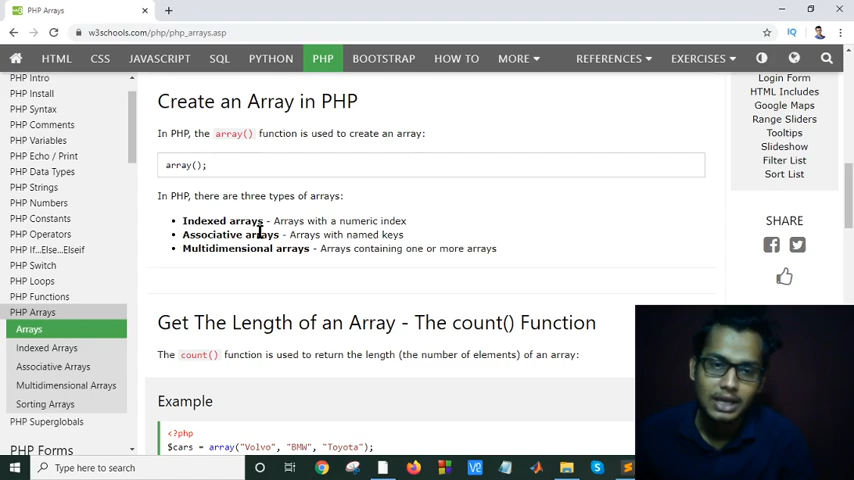 PHP Arrays
w3schools.com/php/php_arrays.asp
IQ
HTML CSS JAVASCRIPT SQL PYTHON PHP BOOTSTRAP HOW TO MORE REFERENCES EXERCISES
PHP Intro
PHP Install
PHP Syntax
PHP Comments
PHP Variables
PHP Echo / Print
PHP Data Types
PHP Strings
PHP Numbers
PHP Constants
PHP Operators
PHP If...Else...Elseif
PHP Switch
PHP Loops
PHP Functions
PHP Arrays
Arrays
Indexed Arrays
Associative Arrays
Multidimensional Arrays
Sorting Arrays
PHP Superglobals
PHP Forms
Create an Array in PHP
In PHP, the array() function is used to create an array:
array();
In PHP, there are three types of arrays:
Indexed arrays - Arrays with a numeric index
Associative arrays - Arrays with named keys
Multidimensional arrays - Arrays containing one or more arrays
Get The Length of an Array - The count() Function
The count() function is used to return the length (the number of elements) of an array:
Example
<?php
$cars = array("Volvo", "BMW", "Toyota");
Login Form
HTML Includes
Google Maps
Range Sliders
Tooltips
Slideshow
Filter List
Sort List
SHARE
Type here to search